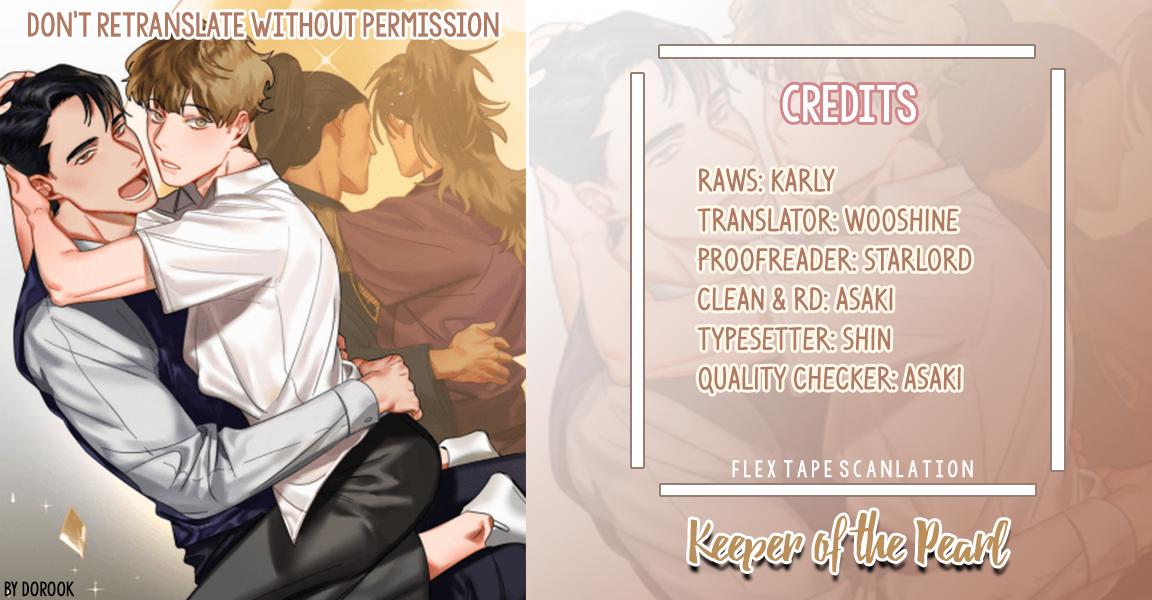 DON'T RETRANSLATE WITHOUT PERMISSION
BY DOROOK
CREDITS
RAWS: KARLY
TRANSLATOR: WOOSHINE
PROOFREADER: STARLORD
CLEAN & RD: ASAKI
TYPESETTER: SHIN
QUALITY CHECKER: ASAKI
FLEX TAPE SCANLATION
Keeper of the Pearl